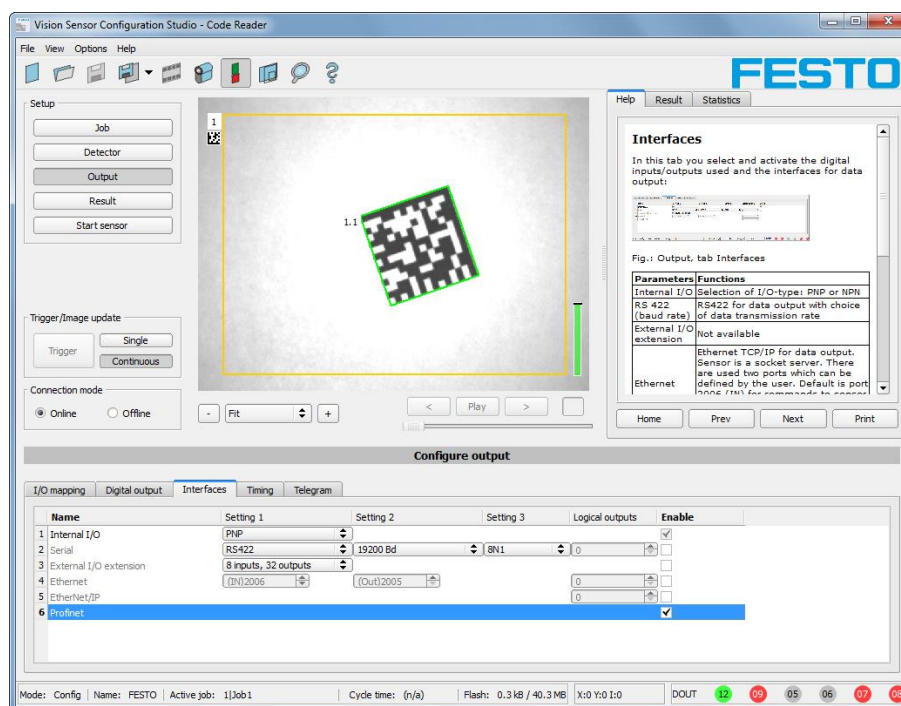 Vision Sensor Configuration Studio - Code Reader
File View Options Help
FESTO
Setup
Job
Detector
Output
Result
Start sensor
Trigger/Image update
Trigger
Single
Continuous
Connection mode
Online Offline
1
1.1
- Fit +
< Play >
Help Result Statistics
Interfaces
In this tab you select and activate the digital
inputs/outputs used and the interfaces for data
output:
Fig.: Output, tab Interfaces
Parameters Functions
Internal I/O Selection of I/O-type: PNP or NPN
RS 422 (baud rate) RS422 for data output with choice of data transmission rate
External I/O extension Not available
Ethernet Ethernet TCP/IP for data output.
Sensor is a socket server. There
are used two ports which can be
defined by the user. Default is port
2006 (IN) for commands to sensor
Home Prev Next Print
Configure output
I/O mapping Digital output Interfaces Timing Telegram
Name Setting 1 Setting 2 Setting 3 Logical outputs Enable
1 Internal I/O PNP
2 Serial RS422 19200 Bd 8N1 0
3 External I/O extension 8 inputs, 32 outputs
4 Ethernet (IN)2006 (Out)2005 0
5 EtherNet/IP 0
6 Profinet
Mode: Config Name: FESTO Active job: 1|Job1 Cycle time: (n/a) Flash: 0.3 kB / 40.3 MB X:0 Y:0 I:0 DOUT 12 09 05 06 07 08